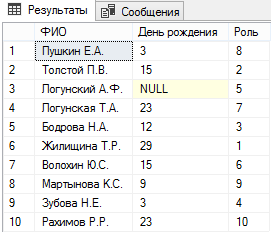 Результаты Сообщения
ФИО День рождения Роль
1 Пушкин Е.А. 3 8
2 Толстой П.В. 15 2
3 Логунский А.Ф. NULL 5
4 Логунская Т.А. 23 7
5 Бодрова Н.А. 12 3
6 Жилищина Т.Р. 29 1
7 Волохин Ю.С. 15 6
8 Мартынова К.С. 9 9
9 Зубова Н.Е. 3 4
10 Рахимов Р.Р. 23 10